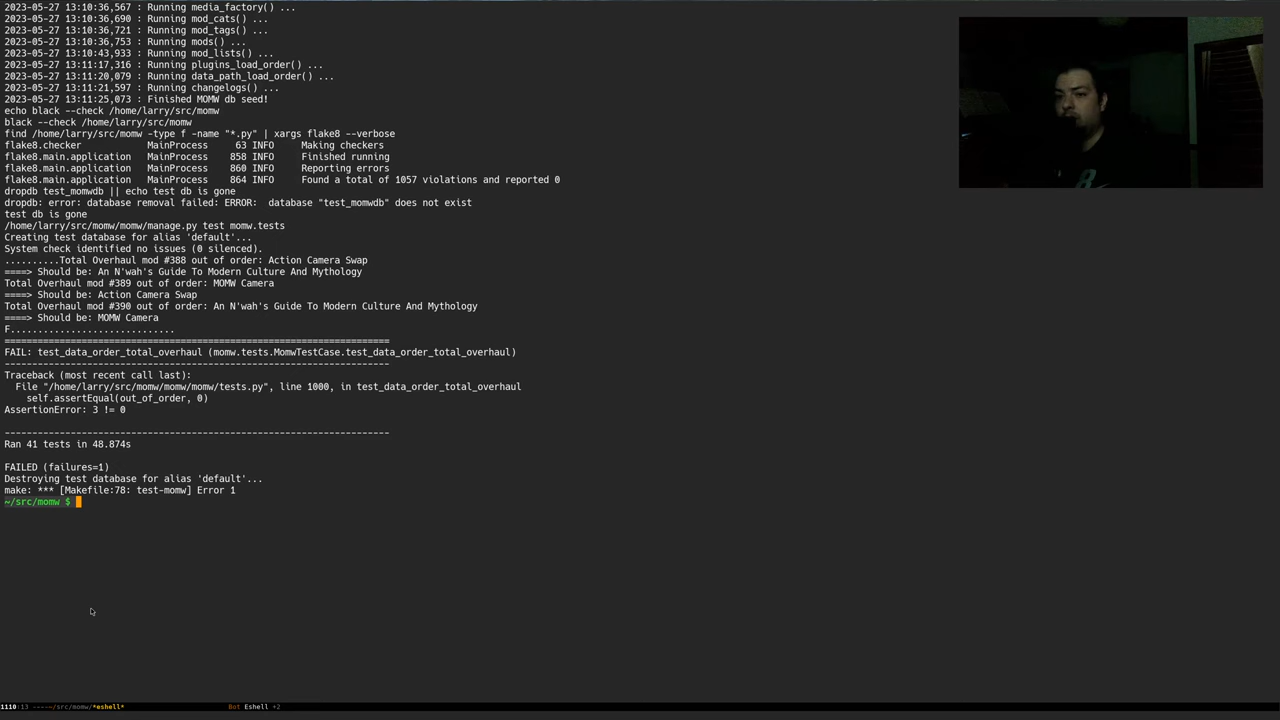 2023-05-27 13:10:36,567 : Running media_factory() ...
2023-05-27 13:10:36,690 : Running mod_cats() ...
2023-05-27 13:10:36,721 : Running mod_tags() ...
2023-05-27 13:10:36,753 : Running mods() ...
2023-05-27 13:10:43,933 : Running mod_lists() ...
2023-05-27 13:11:17,316 : Running plugins_load_order() ...
2023-05-27 13:11:20,079 : Running data_path_load_order() ...
2023-05-27 13:11:21,597 : Running changelogs() ...
2023-05-27 13:11:25,073 : Finished MOMW db seed!
echo black --check /home/larry/src/momw
black --check /home/larry/src/momw
find /home/larry/src/momw -type f -name "*.py" | xargs flake8 --verbose
flake8.checker MainProcess 63 INFO Making checkers
flake8.main.application MainProcess 858 INFO Finished running
flake8.main.application MainProcess 860 INFO Reporting errors
flake8.main.application MainProcess 864 INFO Found a total of 1057 violations and reported 0
dropdb test_momwdb || echo test db is gone
dropdb: error: database removal failed: ERROR: database "test_momwdb" does not exist
test db is gone
/home/larry/src/momw/momw/manage.py test momw.tests
Creating test database for alias 'default'...
System check identified no issues (0 silenced).
..........Total Overhaul mod #388 out of order: Action Camera Swap
====> Should be: An N'wah's Guide To Modern Culture And Mythology
Total Overhaul mod #389 out of order: MOMW Camera
====> Should be: Action Camera Swap
Total Overhaul mod #390 out of order: An N'wah's Guide To Modern Culture And Mythology
====> Should be: MOMW Camera
F..............................
======================================================================
FAIL: test_data_order_total_overhaul (momw.tests.MomwTestCase.test_data_order_total_overhaul)
----------------------------------------------------------------------
Traceback (most recent call last):
File "/home/larry/src/momw/momw/momw/tests.py", line 1000, in test_data_order_total_overhaul
self.assertEqual(out_of_order, 0)
AssertionError: 3 != 0
----------------------------------------------------------------------
Ran 41 tests in 48.874s
FAILED (failures=1)
Destroying test database for alias 'default'...
make: *** [Makefile:78: test-momw] Error 1
~/src/momw $
1110:13 ----~/src/momw/*eshell* Bot Eshell +2